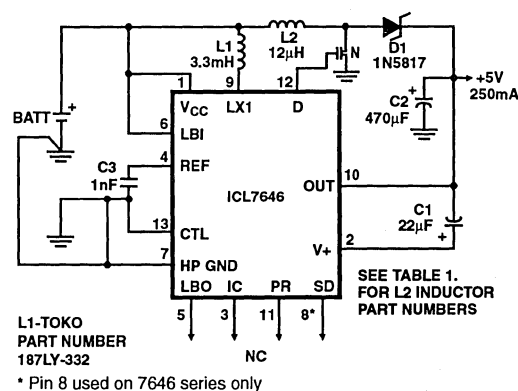 L1
3.3mH
L2
12μH
N
D1
1N5817
+5V
250mA
C2
470μF
+
BATT
+
1
9
12
VCC
LX1
D
6
LBI
4
REF
C3
1nF
ICL7646
OUT
10
C1
22μF
+
13
CTL
V+
2
7
HP GND
LBO
IC
PR
SD
5
3
11
8*
NC
SEE TABLE 1.
FOR L2 INDUCTOR
PART NUMBERS
L1-TOKO
PART NUMBER
187LY-332
* Pin 8 used on 7646 series only